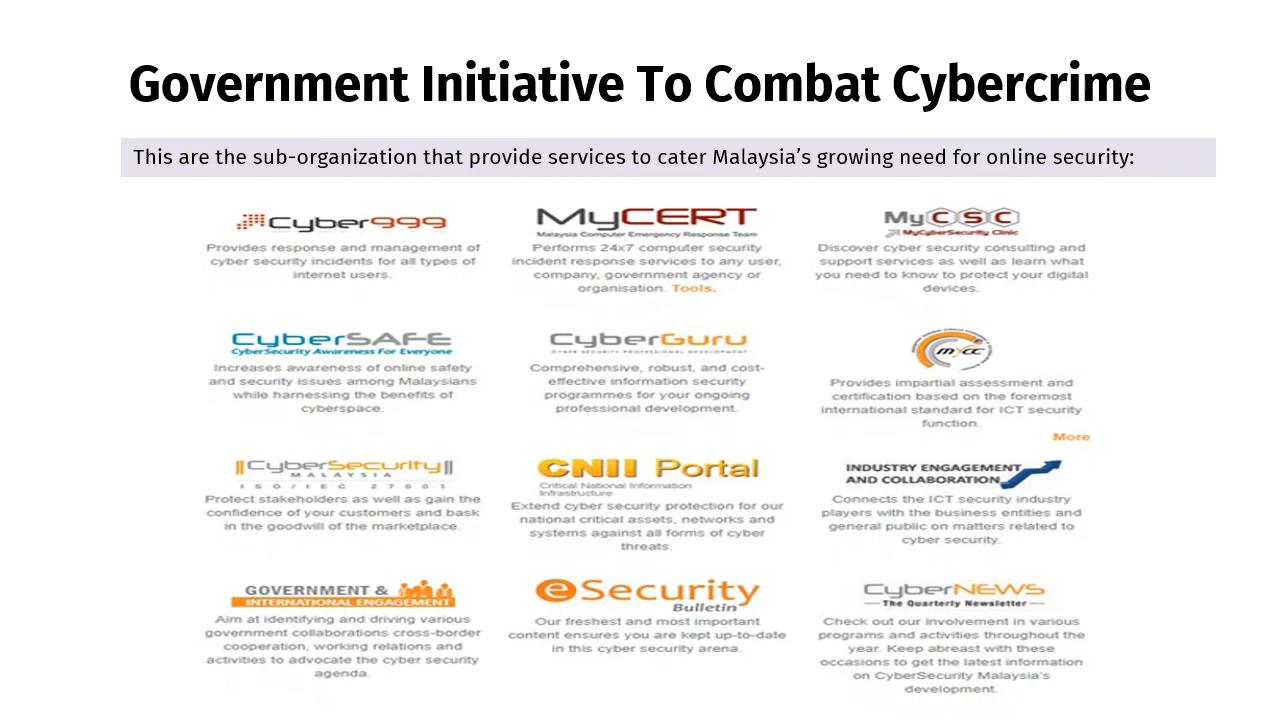 Government Initiative To Combat Cybercrime
This are the sub-organization that provide services to cater Malaysia’s growing need for online security:
Cyber999
Provides response and management of
cyber security incidents for all types of
internet users.
MyCERT
Malaysia Computer Emergency Response Team
Performs 24x7 computer security
incident response services to any user,
company, government agency or
organisation. Tools.
MyCSC
MyCyberSecurity Clinic
Discover cyber security consulting and
support services as well as learn what
you need to know to protect your digital
devices.
CyberSAFE
CyberSecurity Awareness For Everyone
Increases awareness of online safety
and security issues among Malaysians
while harnessing the benefits of
cyberspace.
CyberGuru
CYBER SECURITY PROFESSIONAL DEVELOPMENT
Comprehensive, robust, and cost-
effective information security
programmes for your ongoing
professional development.
mycc
Provides impartial assessment and
certification based on the foremost
international standard for ICT security
function.
More
CyberSecurity
MALAYSIA
ISO/IEC 27001
Protect stakeholders as well as gain the
confidence of your customers and bask
in the goodwill of the marketplace.
CNII Portal
Critical National Information
Infrastructure
Extend cyber security protection for our
national critical assets, networks and
systems against all forms of cyber
threats.
INDUSTRY ENGAGEMENT
AND COLLABORATION
Connects the ICT security industry
players with the business entities and
general public on matters related to
cyber security.
GOVERNMENT &
INTERNATIONAL ENGAGEMENT
Aim at identifying and driving various
government collaborations cross-border
cooperation, working relations and
activities to advocate the cyber security
agenda.
eSecurity
Bulletin
Our freshest and most important
content ensures you are kept up-to-date
in this cyber security arena.
CyberNEWS
The Quarterly Newsletter
Check out our involvement in various
programs and activities throughout the
year. Keep abreast with these
occasions to get the latest information
on CyberSecurity Malaysia's
development.